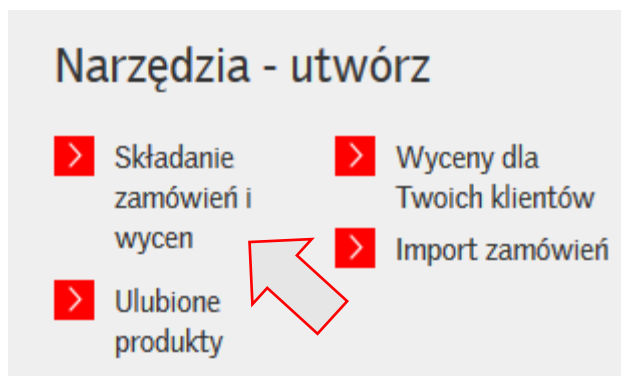 Narzędzia - utwórz
Składanie
zamówień i
wycen
Ulubione
produkty
Wyceny dla
Twoich klientów
Import zamówień